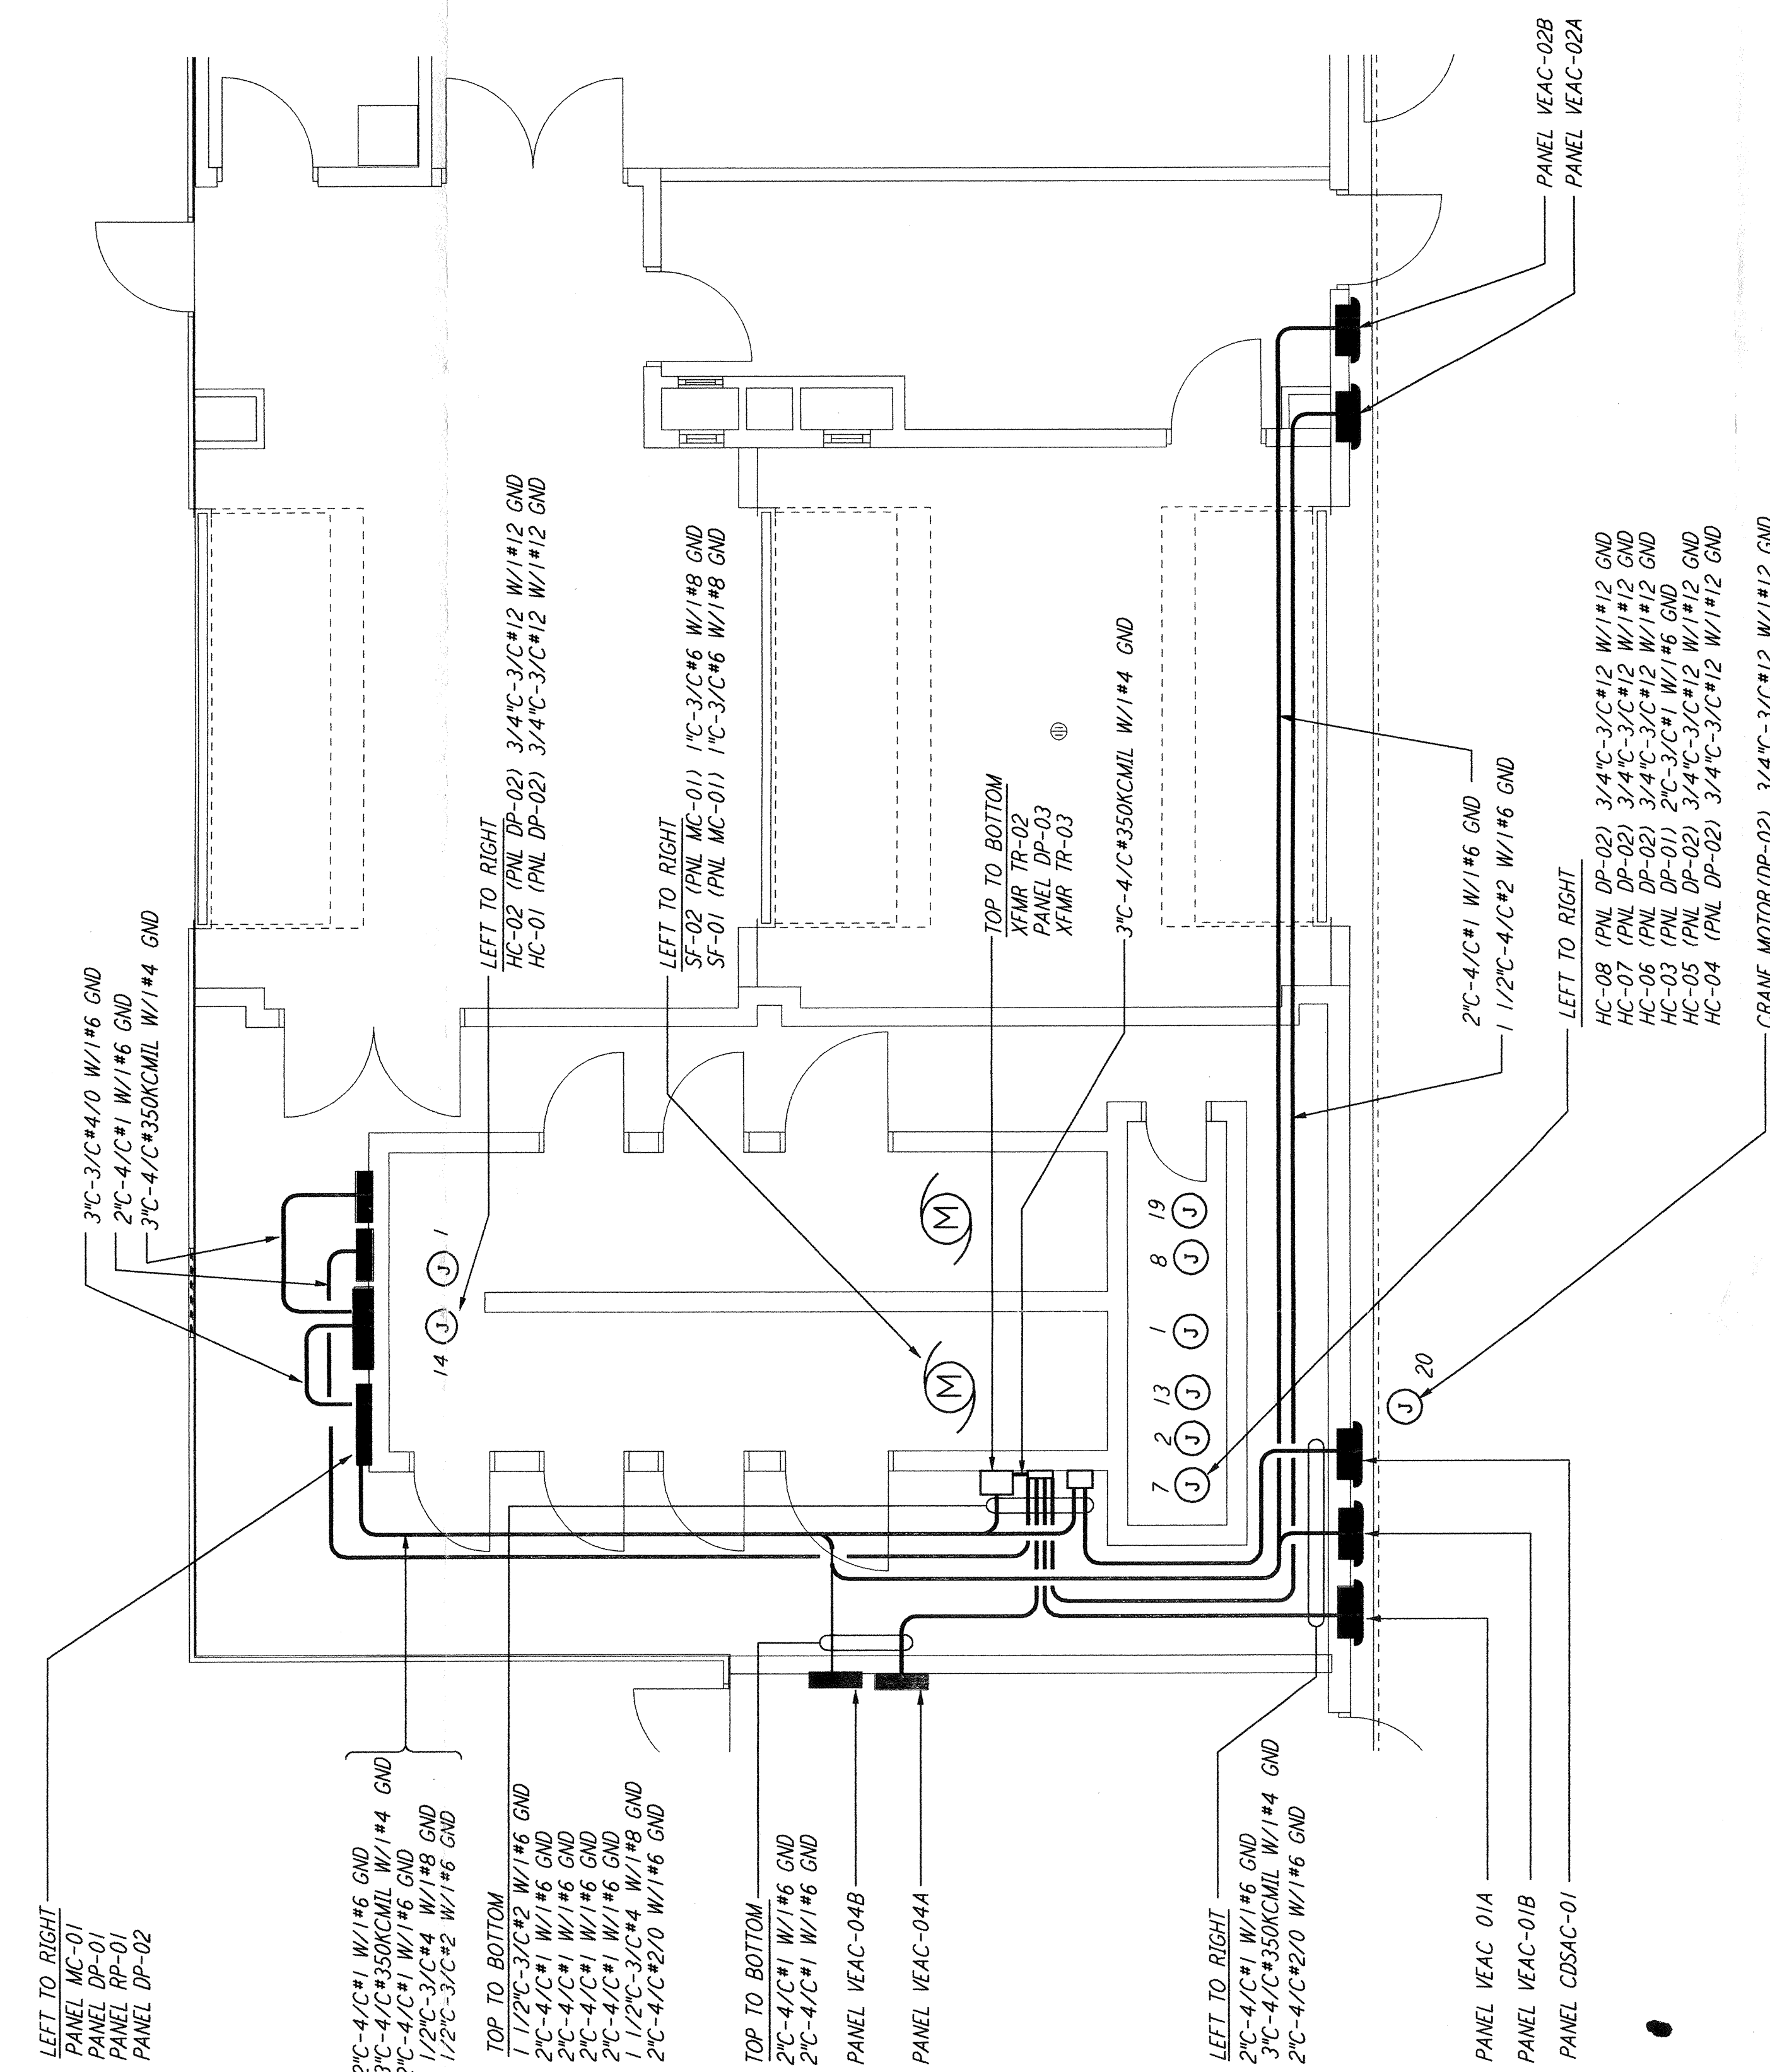 LEFT TO RIGHT
PANEL MC-01
PANEL DP-01
PANEL RP-01
PANEL DP-02
3"C-3/C#4/0 W/1#6 GND
2"C-4/C#1 W/1#6 GND
3"C-4/C#350KCMIL W/1#4 GND
2"C-4/C#1 W/1#6 GND
3"C-4/C#350KCMIL W/1#4 GND
2"C-4/C#1 W/1#6 GND
1/2"C-3/C#4 W/1#8 GND
1/2"C-3/C#2 W/1#6 GND
14
J
J
1
LEFT TO RIGHT
HC-02 (PNL DP-02) 3/4"C-3/C#12 W/1#12 GND
HC-01 (PNL DP-02) 3/4"C-3/C#12 W/1#12 GND
TOP TO BOTTOM
1 1/2"C-3/C#2 W/1#6 GND
2"C-4/C#1 W/1#6 GND
2"C-4/C#1 W/1#6 GND
2"C-4/C#1 W/1#6 GND
2"C-4/C#1 W/1#6 GND
1 1/2"C-3/C#4 W/1#8 GND
2"C-4/C#2/0 W/1#6 GND
LEFT TO RIGHT
SF-02 (PNL MC-01) 1"C-3/C#6 W/1#8 GND
SF-01 (PNL MC-01) 1"C-3/C#6 W/1#8 GND
TOP TO BOTTOM
2"C-4/C#1 W/1#6 GND
2"C-4/C#1 W/1#6 GND
PANEL VEAC-04B
PANEL VEAC-04A
M
M
TOP TO BOTTOM
XFMR TR-02
PANEL DP-03
XFMR TR-03
3"C-4/C#350KCMIL W/1#4 GND
7
2
13
1
8
19
J
J
J
J
J
J
LEFT TO RIGHT
2"C-4/C#1 W/1#6 GND
3"C-4/C#350KCMIL W/1#4 GND
2"C-4/C#2/0 W/1#6 GND
J
20
PANEL VEAC 01A
PANEL VEAC-01B
PANEL CDSAC-01
2"C-4/C#1 W/1#6 GND
1 1/2"C-4/C#2 W/1#6 GND
PANEL VEAC-02B
PANEL VEAC-02A
LEFT TO RIGHT
HC-08 (PNL DP-02) 3/4"C-3/C#12 W/1#12 GND
HC-07 (PNL DP-02) 3/4"C-3/C#12 W/1#12 GND
HC-06 (PNL DP-02) 3/4"C-3/C#12 W/1#12 GND
HC-03 (PNL DP-01) 2"C-3/C#1 W/1#6 GND
HC-05 (PNL DP-02) 3/4"C-3/C#12 W/1#12 GND
HC-04 (PNL DP-02) 3/4"C-3/C#12 W/1#12 GND
CRANE MOTOR(DP-02) 3/4"C-3/C#12 W/1#12 GND